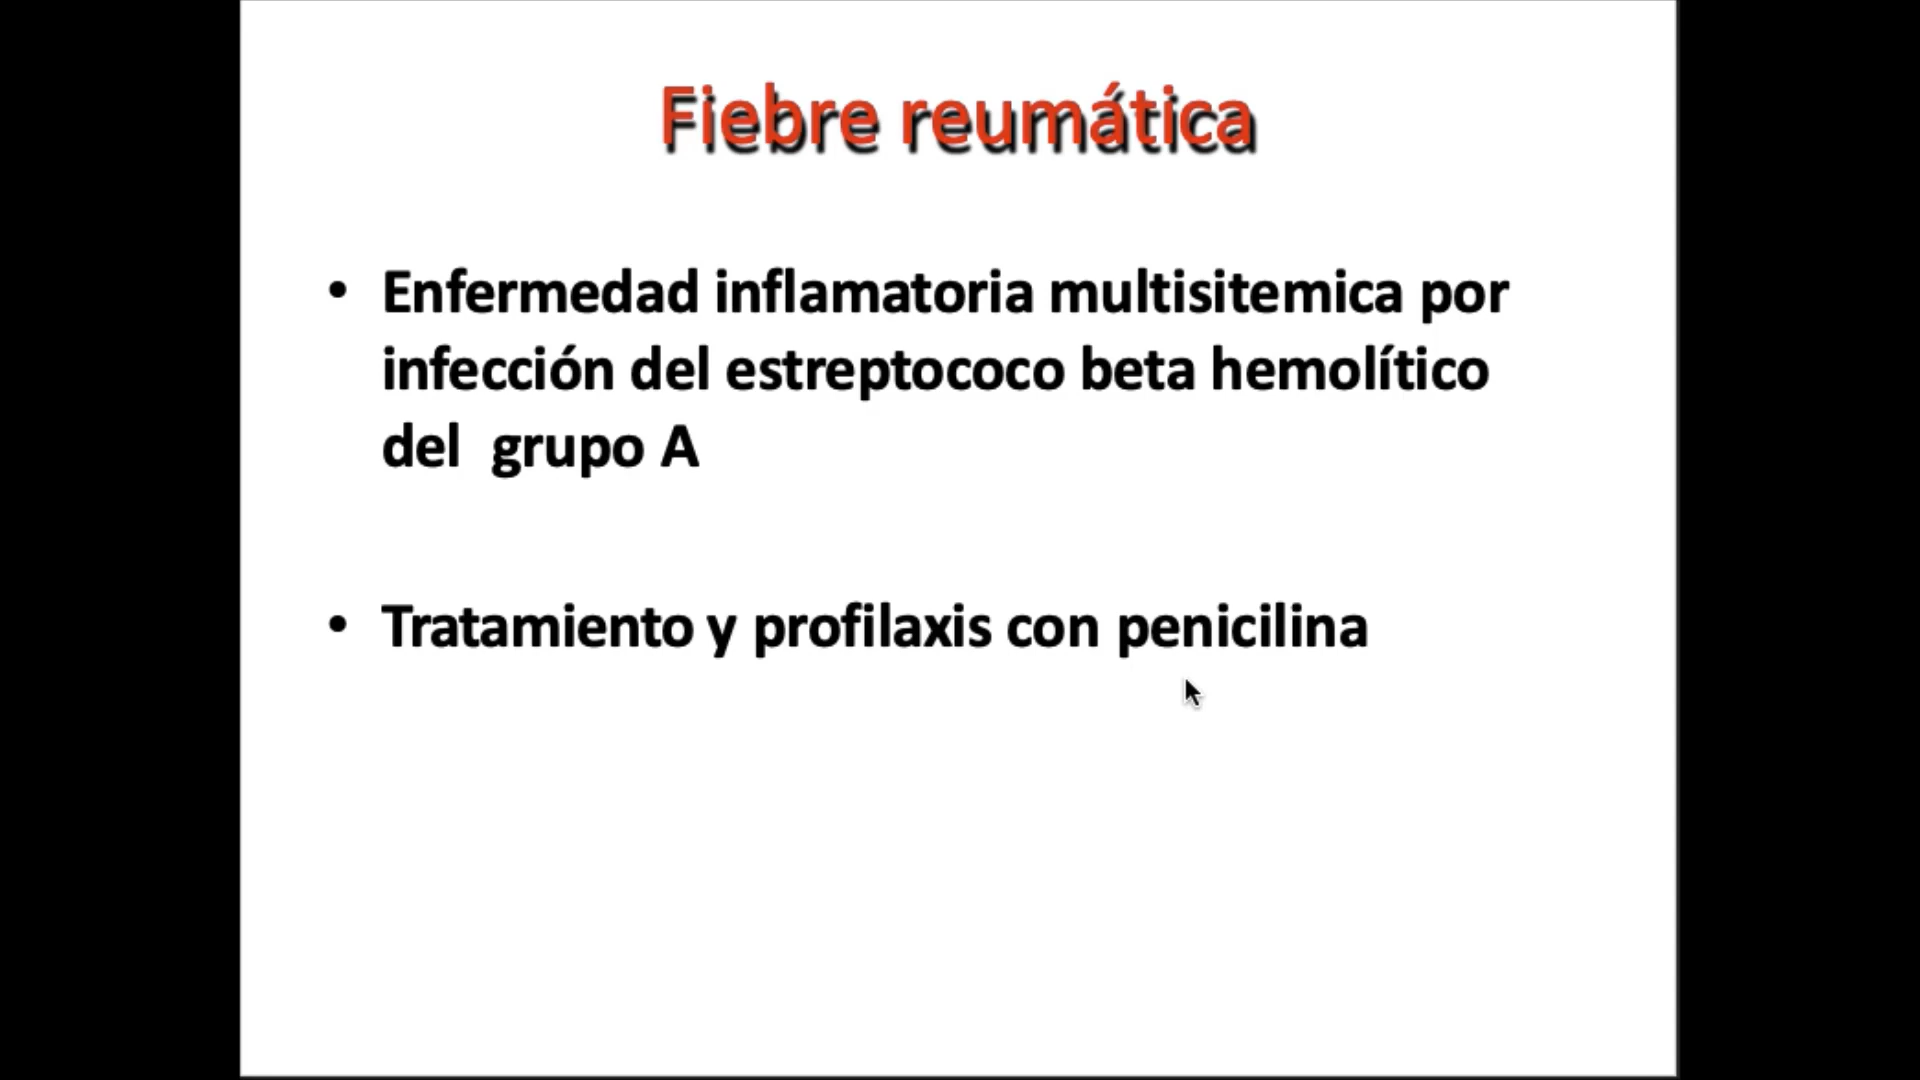 Fiebre reumática
• Enfermedad inflamatoria multisitemica por
infección del estreptococo beta hemolítico
del  grupo A
• Tratamiento y profilaxis con penicilina